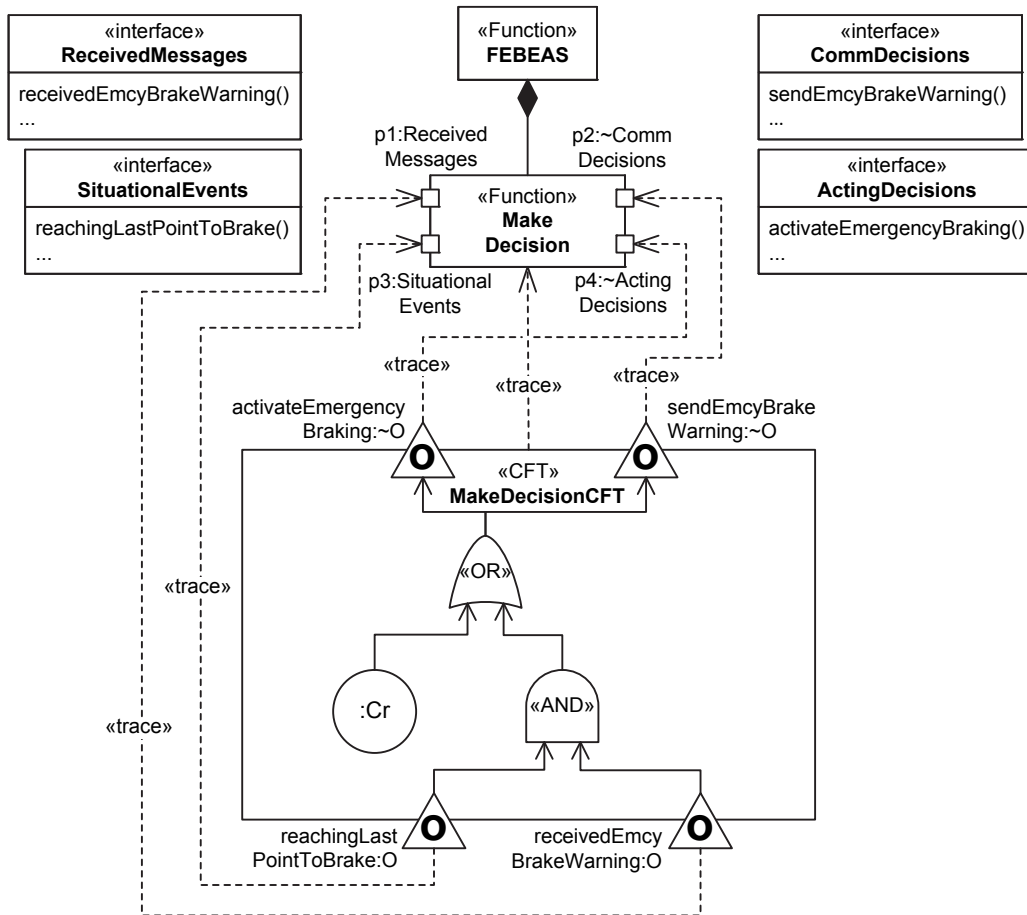 «interface»
ReceivedMessages
receivedEmcyBrakeWarning()
...
«interface»
SituationalEvents
reachingLastPointToBrake()
...
«Function»
FEBEAS
«interface»
CommDecisions
sendEmcyBrakeWarning()
...
«interface»
ActingDecisions
activateEmergencyBraking()
...
p1:Received
Messages
p2:~Comm
Decisions
«Function»
Make
Decision
p3:Situational
Events
p4:~Acting
Decisions
«trace»
«trace»
«trace»
activateEmergency
Braking:~O
sendEmcyBrake
Warning:~O
O
O
«CFT»
MakeDecisionCFT
«OR»
«trace»
:Cr
«AND»
«trace»
reachingLast
PointToBrake:O
O
receivedEmcy
BrakeWarning:O
O